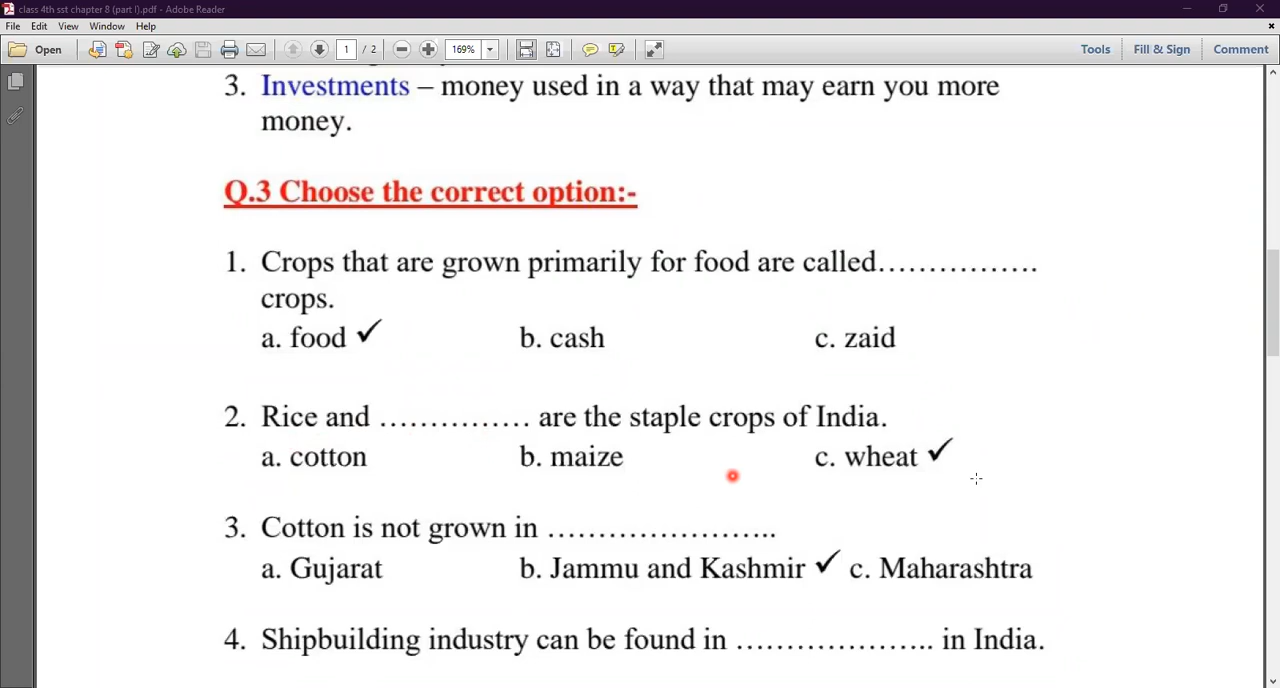 class 4th sst chapter 8 (part I).pdf - Adobe Reader
File Edit View Window Help
Open 1 / 2 169% Tools Fill & Sign Comment
3. Investments – money used in a way that may earn you more
money.
Q.3 Choose the correct option:-
1. Crops that are grown primarily for food are called…………….
crops.
a. food ✓ b. cash c. zaid
2. Rice and …………… are the staple crops of India.
a. cotton b. maize c. wheat ✓
3. Cotton is not grown in …………………..
a. Gujarat b. Jammu and Kashmir ✓ c. Maharashtra
4. Shipbuilding industry can be found in ……………….. in India.